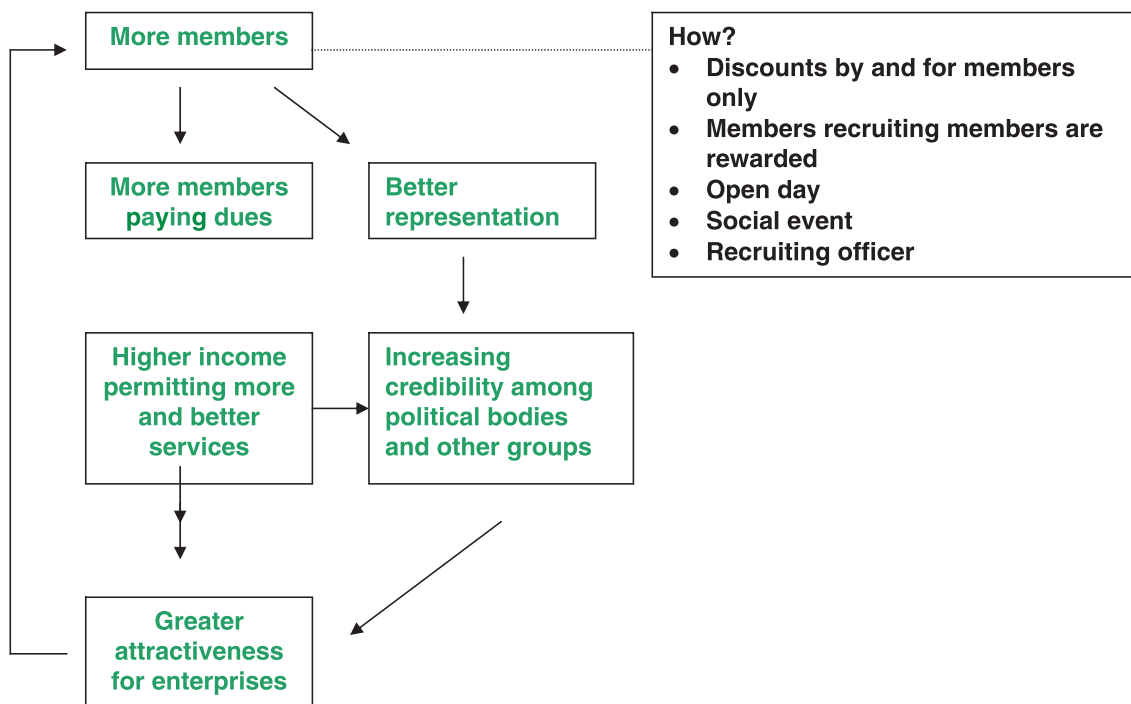 More members
How?
• Discounts by and for members
only
• Members recruiting members are
rewarded
• Open day
• Social event
• Recruiting officer
More members
paying dues
Better
representation
Higher income
permitting more
and better
services
Increasing
credibility among
political bodies
and other groups
Greater
attractiveness
for enterprises